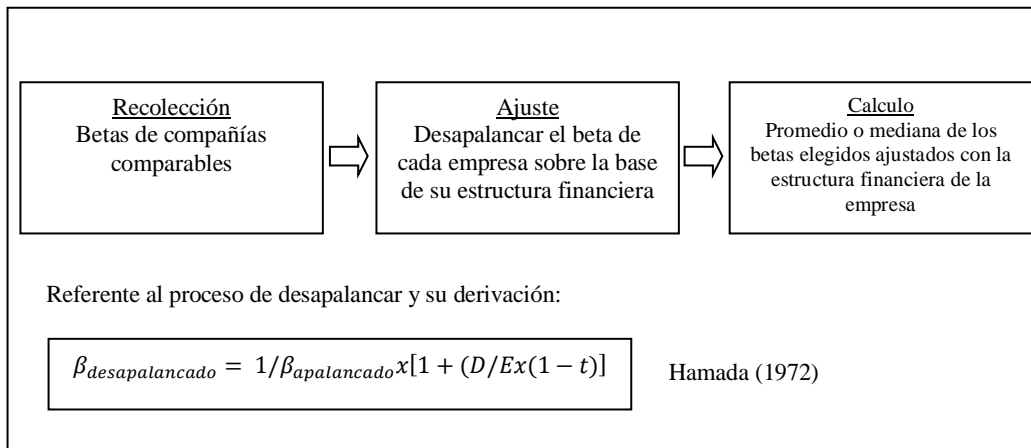 Recolección
Betas de compañías
comparables
Ajuste
Desapalancar el beta de
cada empresa sobre la base
de su estructura financiera
Calculo
Promedio o mediana de los
betas elegidos ajustados con la
estructura financiera de la
empresa
Referente al proceso de desapalancar y su derivación:
β_desapalancado = 1/β_apalancado x[1 + (D/Ex(1 − t)]
Hamada (1972)